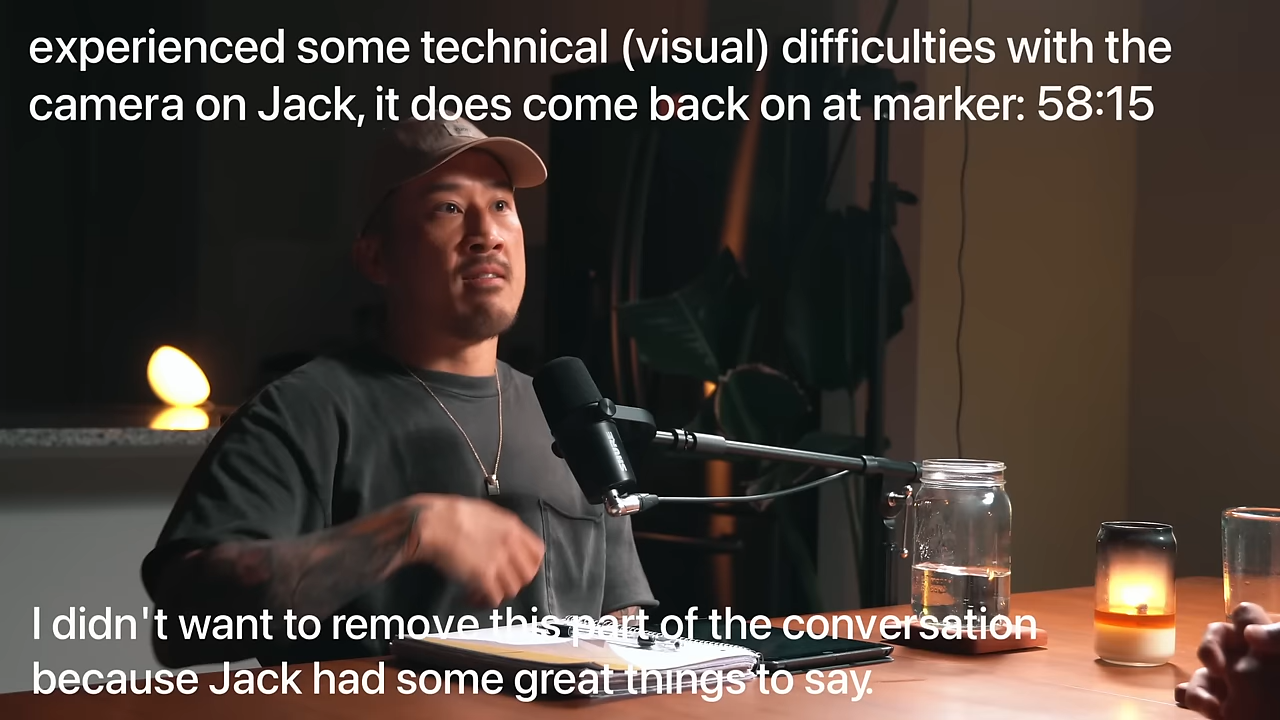 experienced some technical (visual) difficulties with the
camera on Jack, it does come back on at marker: 58:15
SHURE
I didn't want to remove this part of the conversation
because Jack had some great things to say.